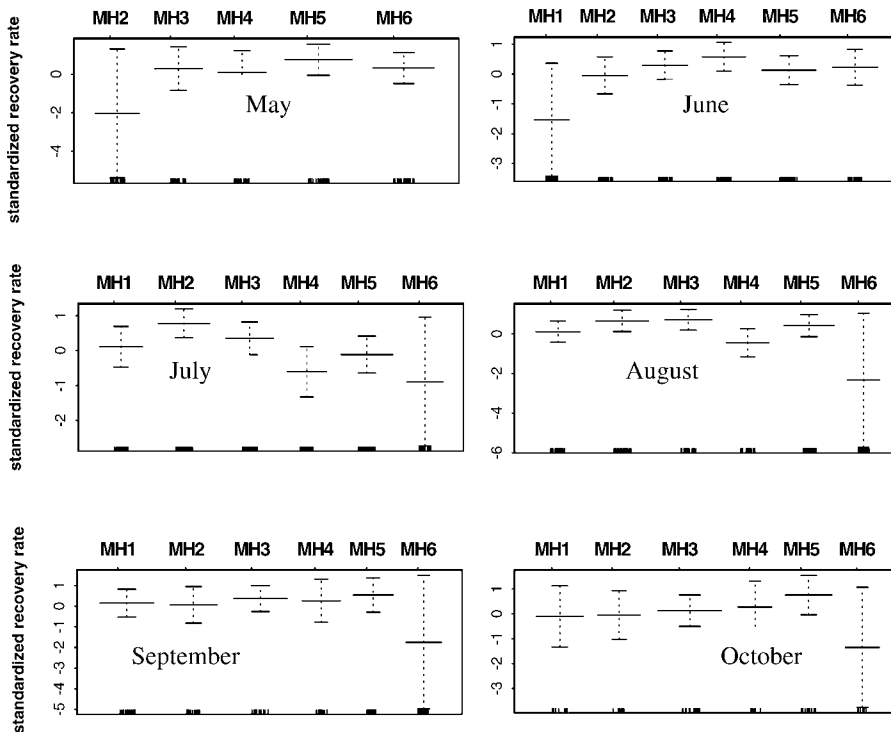 MH2 MH3 MH4 MH5 MH6
standardized recovery rate
0
-2
-4
May
MH1 MH2 MH3 MH4 MH5 MH6
1
0
-1
-2
-3
June
MH1 MH2 MH3 MH4 MH5 MH6
standardized recovery rate
1
0
-1
-2
July
MH1 MH2 MH3 MH4 MH5 MH6
0
-2
-4
-6
August
MH1 MH2 MH3 MH4 MH5 MH6
standardized recovery rate
1
0
-1
-2
-3
-4
-5
September
MH1 MH2 MH3 MH4 MH5 MH6
1
0
-1
-2
-3
October